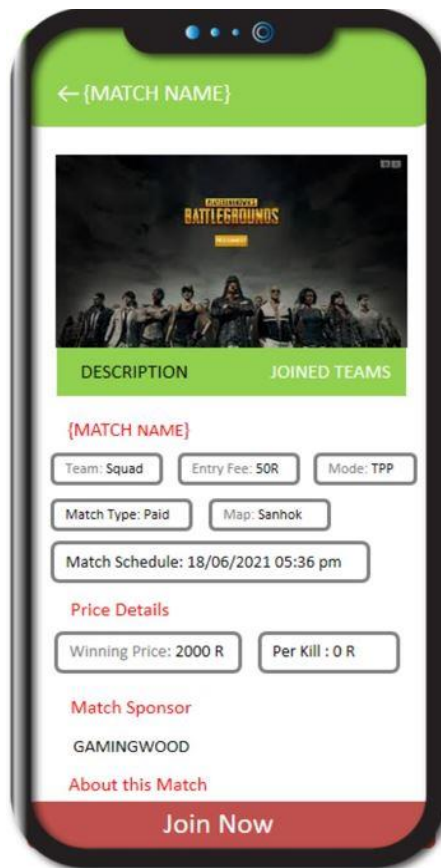 ← {MATCH NAME}
BATTLEGROUNDS
DESCRIPTION JOINED TEAMS
{MATCH NAME}
Team: Squad Entry Fee: 50R Mode: TPP
Match Type: Paid Map: Sanhok
Match Schedule: 18/06/2021 05:36 pm
Price Details
Winning Price: 2000 R Per Kill : 0 R
Match Sponsor
GAMINGWOOD
About this Match
Join Now